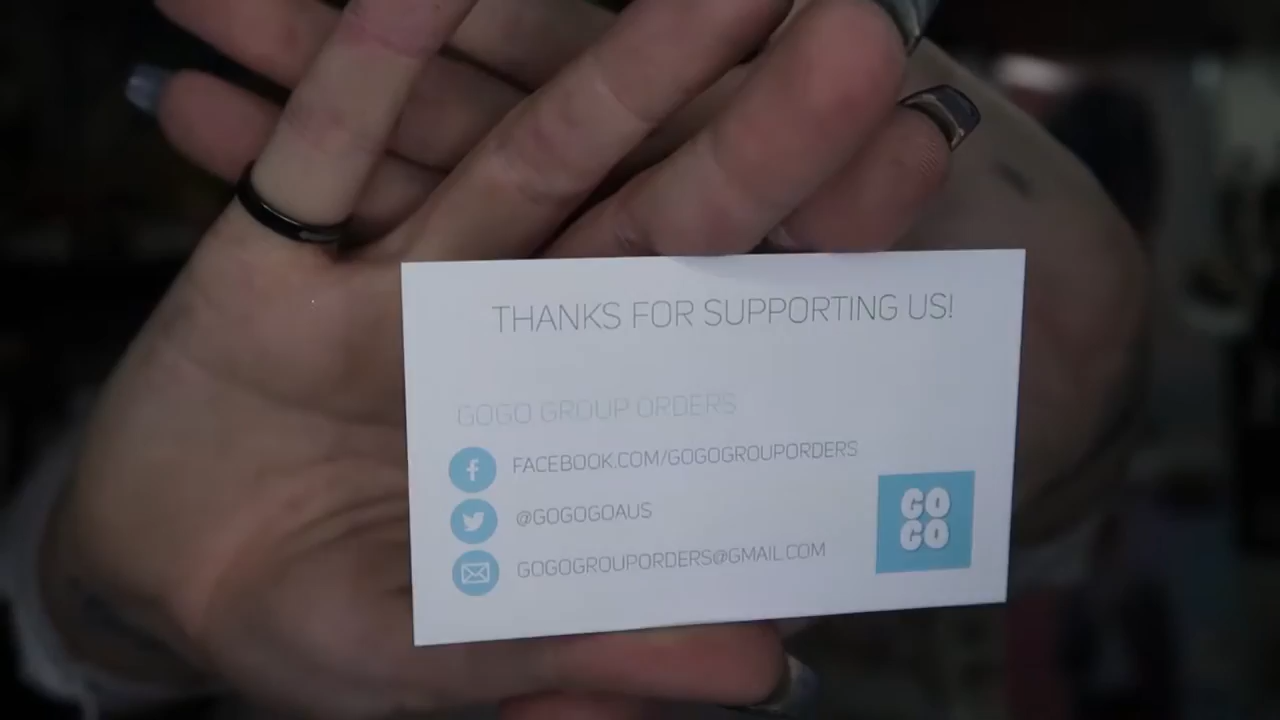 THANKS FOR SUPPORTING US!
GOGO GROUP ORDERS
FACEBOOK.COM/GOGOGROUPORDERS
@GOGOGOAUS
GOGOGROUPORDERS@GMAIL.COM
GO
GO